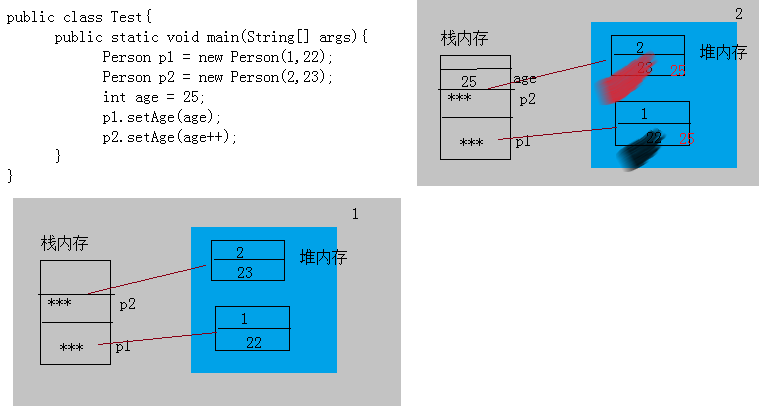 public class Test{
public static void main(String[] args){
Person p1 = new Person(1,22);
Person p2 = new Person(2,23);
int age = 25;
p1.setAge(age);
p2.setAge(age++);
}
}
2
栈内存
堆内存
25
age
***
p2
***
p1
2
23
1
22
25
1
栈内存
堆内存
***
p2
***
p1
2
23
1
22